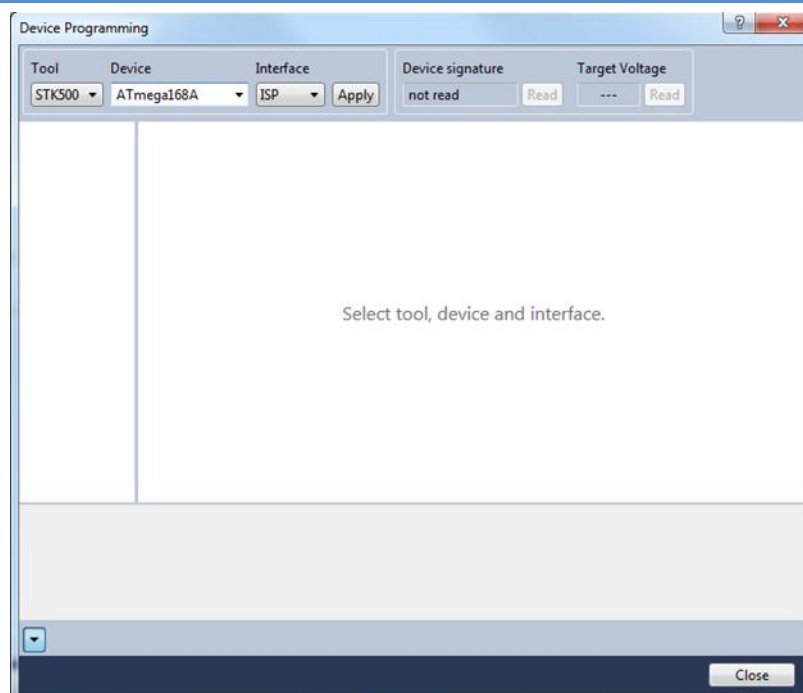 Device Programming
Tool Device Interface Device signature Target Voltage
STK500 ATmega168A ISP Apply not read Read --- Read
Select tool, device and interface.
Close